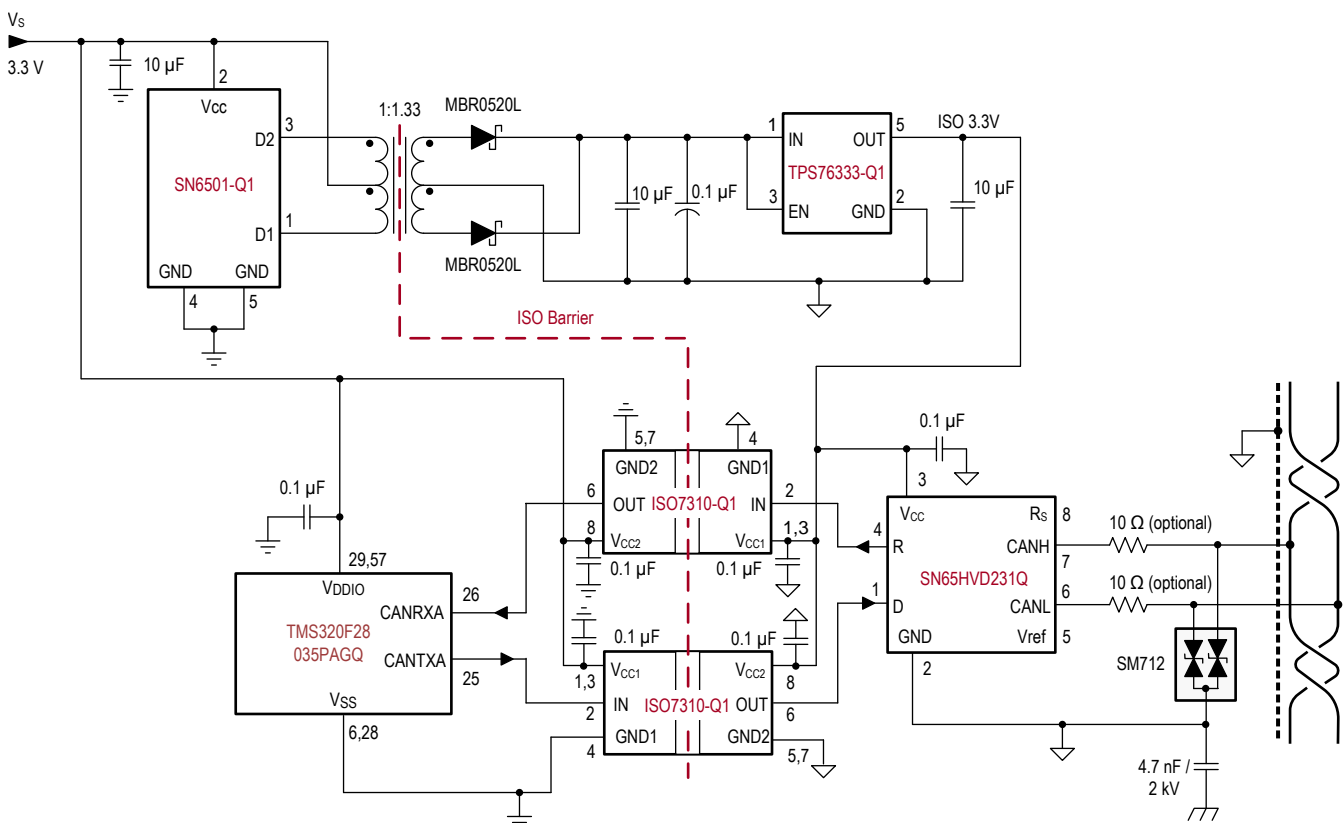 VS
3.3 V
10 µF
2
Vcc
D2
3
SN6501-Q1
D1
1
GND
GND
4
5
1:1.33
MBR0520L
MBR0520L
10 µF
0.1 µF
1
IN
OUT
5
TPS76333-Q1
3
EN
GND
2
ISO 3.3V
10 µF
ISO Barrier
5,7
4
GND2
GND1
6
OUT
ISO7310-Q1
IN
2
8
VCC2
VCC1
1,3
0.1 µF
0.1 µF
0.1 µF
29,57
VDDIO
26
CANRXA
TMS320F28
035PAGQ
CANTXA
25
VSS
6,28
0.1 µF
0.1 µF
1,3
VCC1
VCC2
8
2
IN
ISO7310-Q1
OUT
6
4
GND1
GND2
5,7
0.1 µF
3
VCC
RS
8
4
R
CANH
7
SN65HVD231Q
1
D
CANL
6
GND
Vref
5
2
10 Ω (optional)
10 Ω (optional)
SM712
4.7 nF /
2 kV